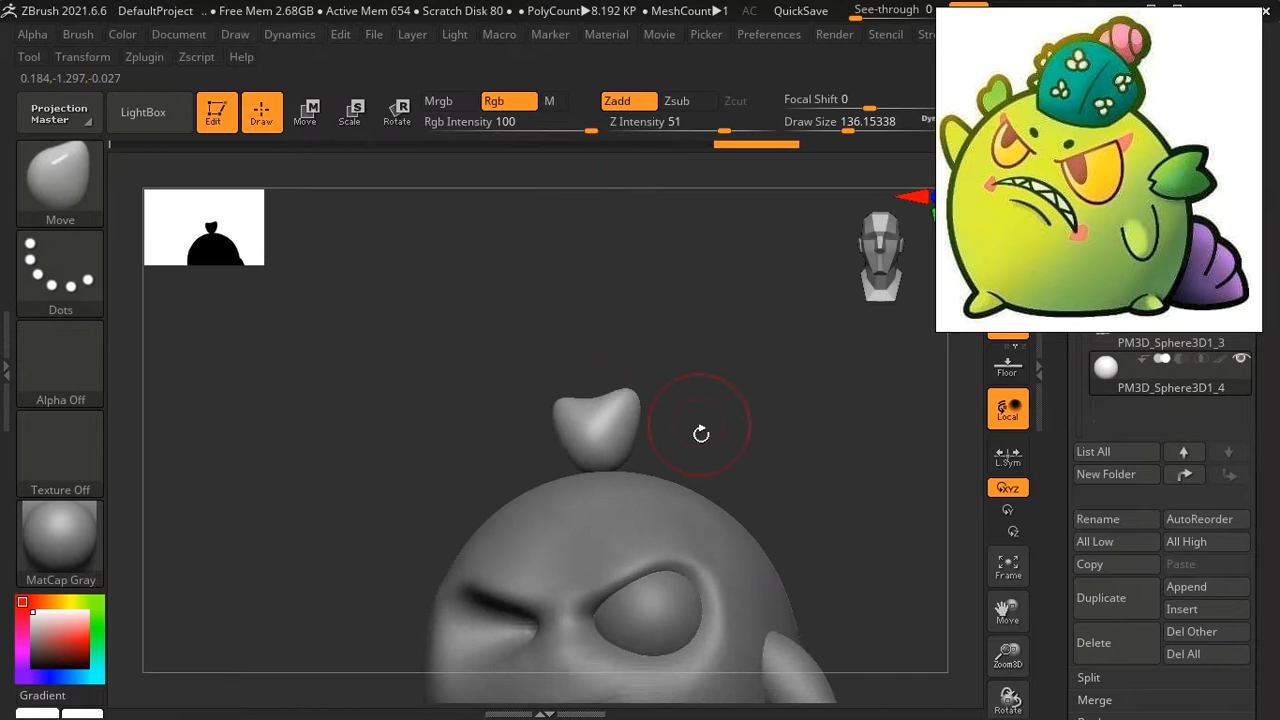 ZBrush 2021.6.6 DefaultProject .. • Free Mem 2.68GB • Active Mem 654 • Scratch Disk 80 • PolyCount▶8.192 KP • MeshCount▶1 AC QuickSave See-through 0
Alpha Brush Color Document Draw Dynamics Edit File Layer Light Macro Marker Material Movie Picker Preferences Render Stencil
Tool Transform Zplugin Zscript Help
0.184,-1.297,-0.027
Projection Master
LightBox
Edit
Draw
Move
Scale
Rotate
Mrgb Rgb M
Rgb Intensity 100
Zadd Zsub Zcut
Z Intensity 51
Focal Shift 0
Draw Size 136.15338
Move
Dots
Alpha Off
Texture Off
MatCap Gray
Gradient
Floor
Local
L.Sym
XYZ
Y
Z
Frame
Move
Zoom3D
Rotate
PM3D_Sphere3D1_3
PM3D_Sphere3D1_4
List All
New Folder
Rename AutoReorder
All Low All High
Copy Paste
Duplicate Append
Insert
Delete Del Other
Del All
Split
Merge